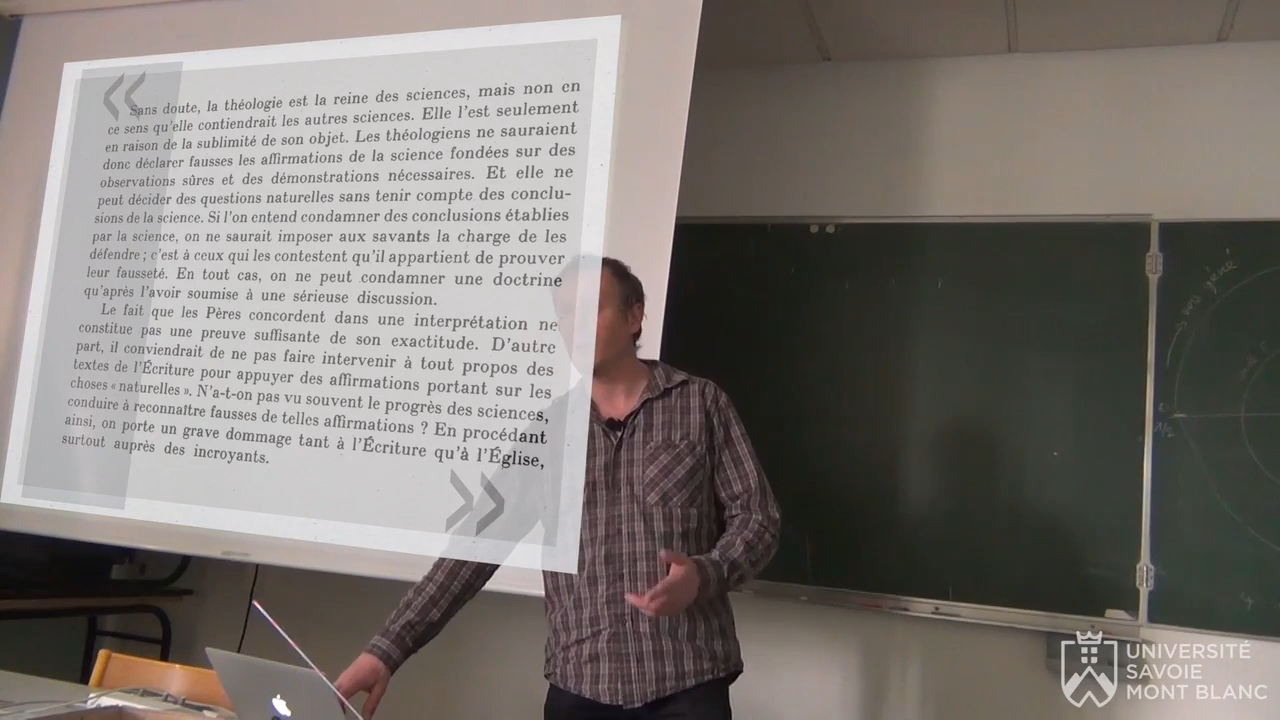 «
Sans doute, la théologie est la reine des sciences, mais non en
ce sens qu'elle contiendrait les autres sciences. Elle l'est seulement
en raison de la sublimité de son objet. Les théologiens ne sauraient
donc déclarer fausses les affirmations de la science fondées sur des
observations sûres et des démonstrations nécessaires. Et elle ne
peut décider des questions naturelles sans tenir compte des conclu-
sions de la science. Si l'on entend condamner des conclusions établies
par la science, on ne saurait imposer aux savants la charge de les
défendre ; c'est à ceux qui les contestent qu'il appartient de prouver
leur fausseté. En tout cas, on ne peut condamner une doctrine
qu'après l'avoir soumise à une sérieuse discussion.
Le fait que les Pères concordent dans une interprétation ne
constitue pas une preuve suffisante de son exactitude. D'autre
part, il conviendrait de ne pas faire intervenir à tout propos des
textes de l'Écriture pour appuyer des affirmations portant sur les
choses « naturelles ». N'a-t-on pas vu souvent le progrès des sciences,
conduire à reconnaître fausses de telles affirmations ? En procédant
ainsi, on porte un grave dommage tant à l'Écriture qu'à l'Église,
surtout auprès des incroyants.
»
UNIVERSITÉ
SAVOIE
MONT BLANC